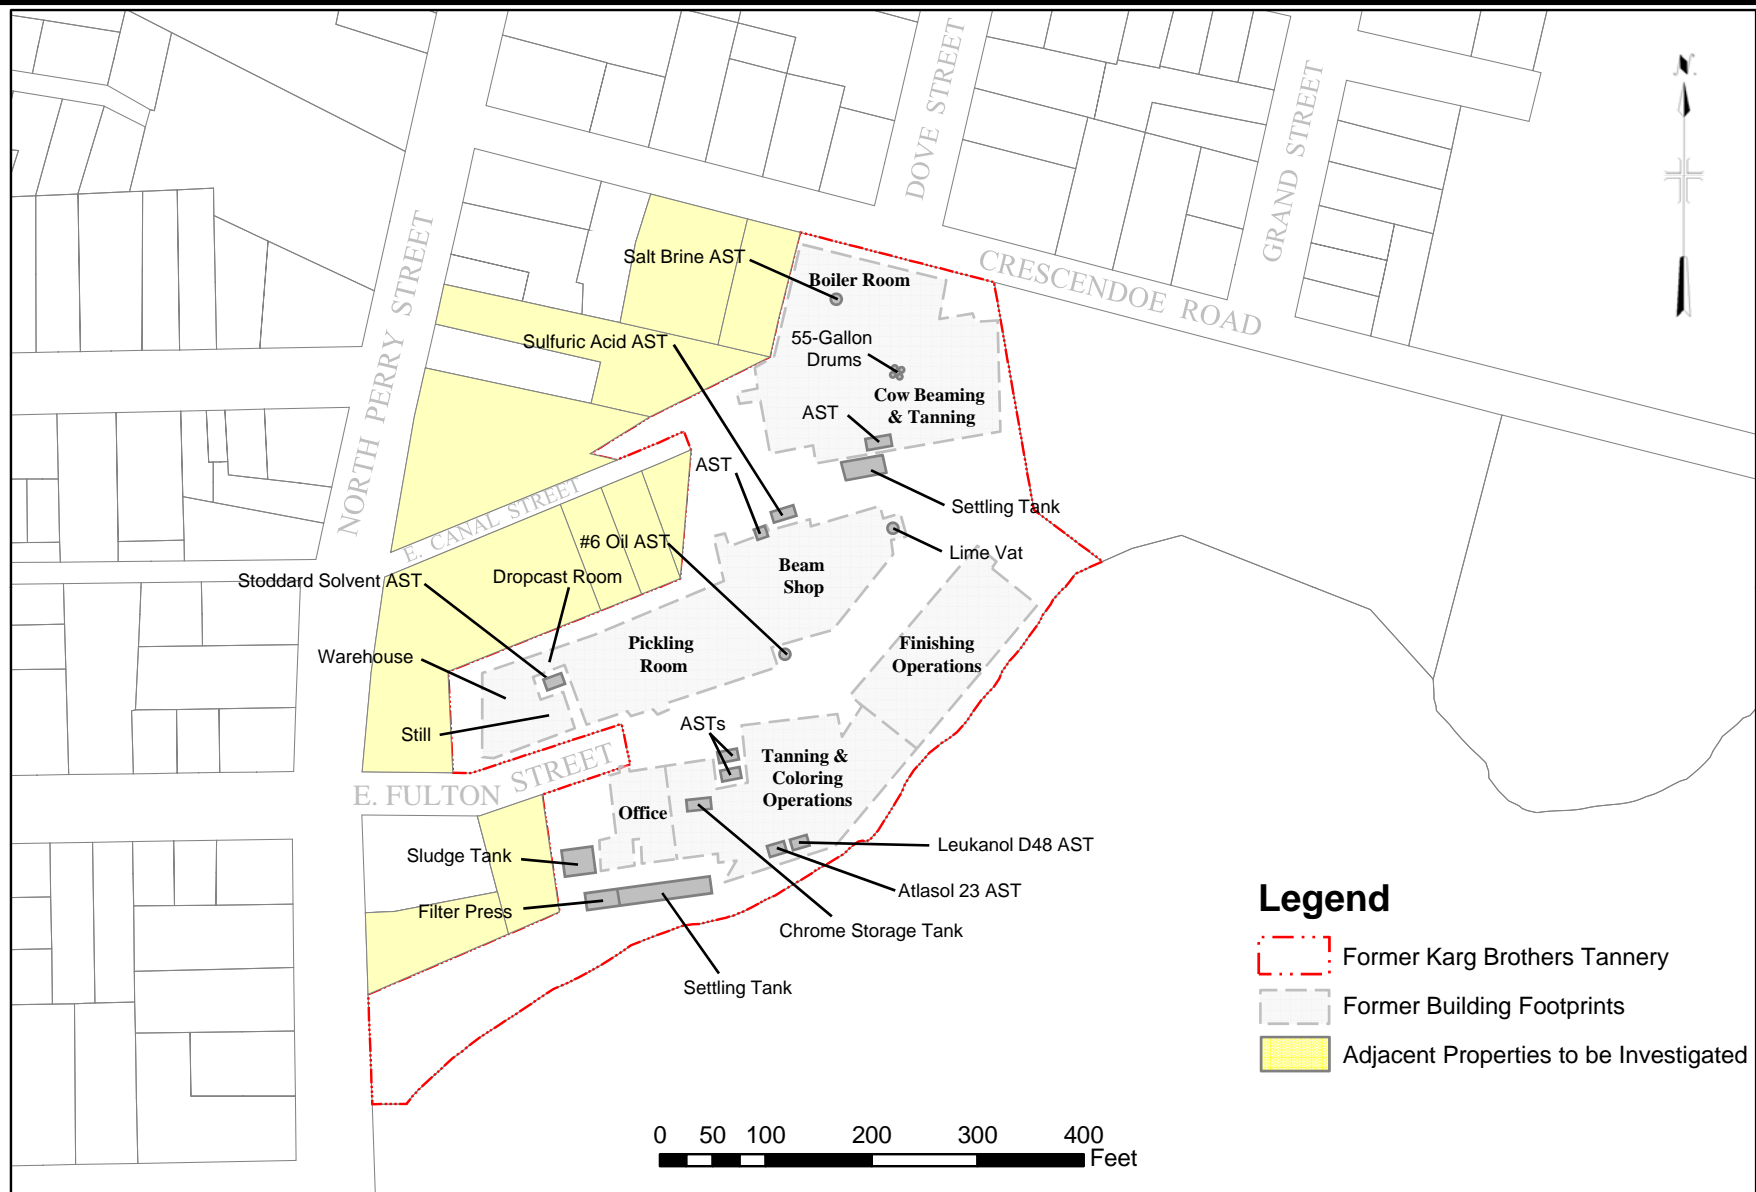 N
DOVE STREET
GRAND STREET
NORTH PERRY STREET
CRESCENDOE ROAD
Salt Brine AST
Boiler Room
Sulfuric Acid AST
55-Gallon
Drums
Cow Beaming
& Tanning
AST
AST
Settling Tank
E. CANAL STREET
#6 Oil AST
Lime Vat
Stoddard Solvent AST
Dropcast Room
Beam
Shop
Warehouse
Pickling
Room
Finishing
Operations
Still
ASTs
E. FULTON STREET
Tanning &
Coloring
Operations
Office
Sludge Tank
Leukanol D48 AST
Atlasol 23 AST
Filter Press
Chrome Storage Tank
Settling Tank
Legend
Former Karg Brothers Tannery
Former Building Footprints
Adjacent Properties to be Investigated
0 50 100 200 300 400
Feet